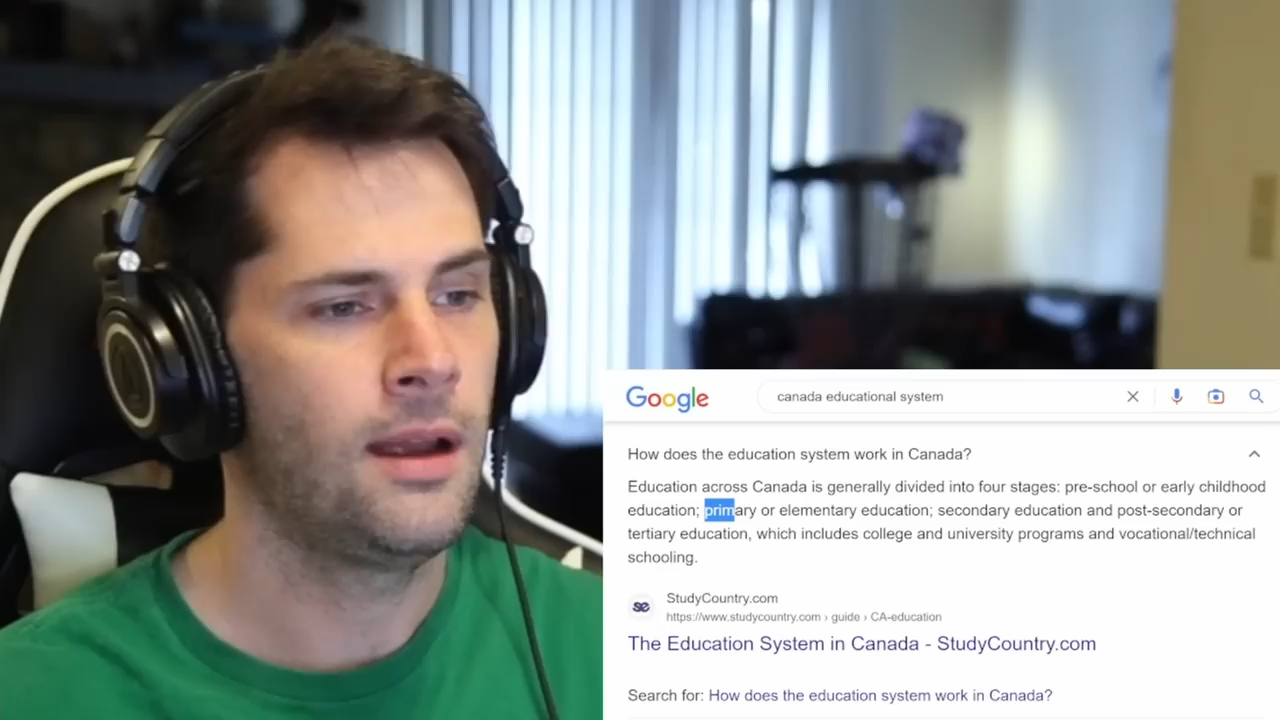 Google
canada educational system
How does the education system work in Canada?
Education across Canada is generally divided into four stages: pre-school or early childhood
education; primary or elementary education; secondary education and post-secondary or
tertiary education, which includes college and university programs and vocational/technical
schooling.
se
StudyCountry.com
https://www.studycountry.com › guide › CA-education
The Education System in Canada - StudyCountry.com
Search for: How does the education system work in Canada?